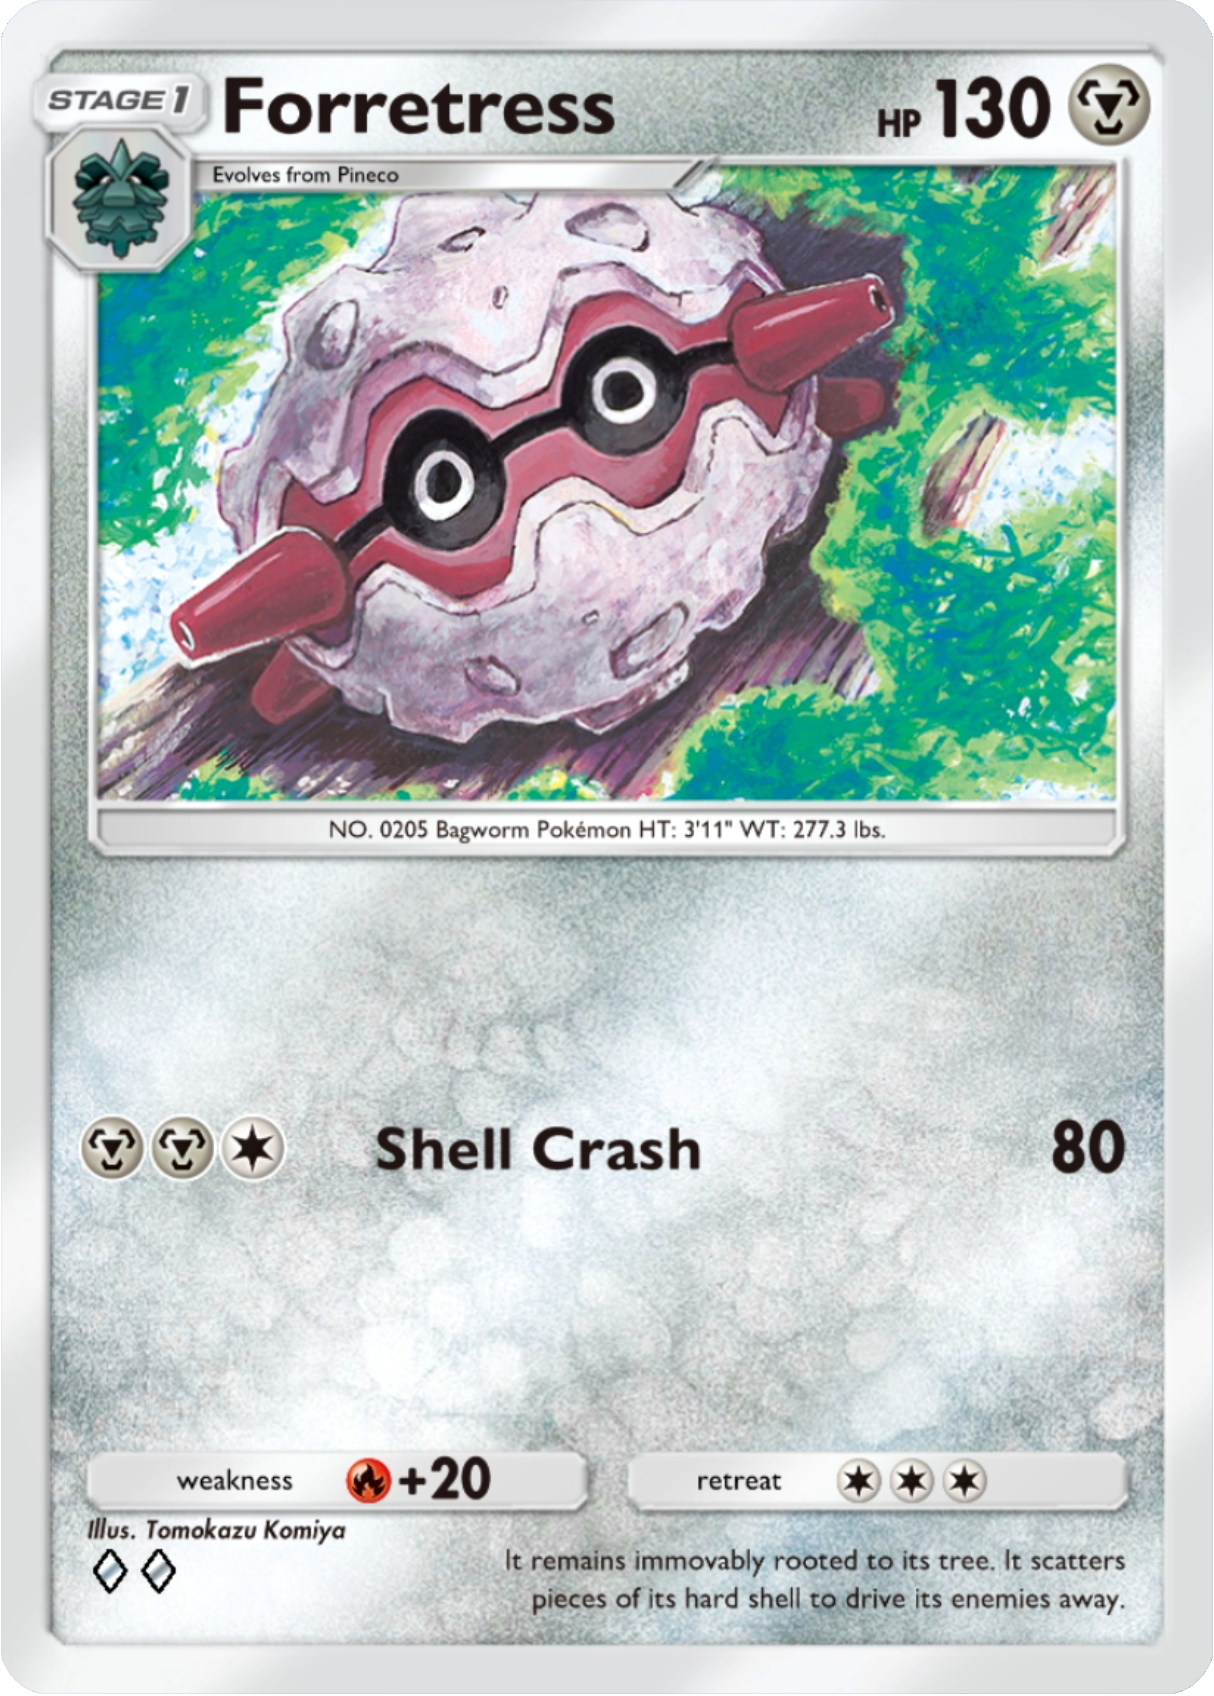 STAGE 1
Forretress
HP 130
Evolves from Pineco
NO. 0205 Bagworm Pokémon HT: 3'11" WT: 277.3 lbs.
Shell Crash 80
weakness +20
retreat
Illus. Tomokazu Komiya
It remains immovably rooted to its tree. It scatters
pieces of its hard shell to drive its enemies away.